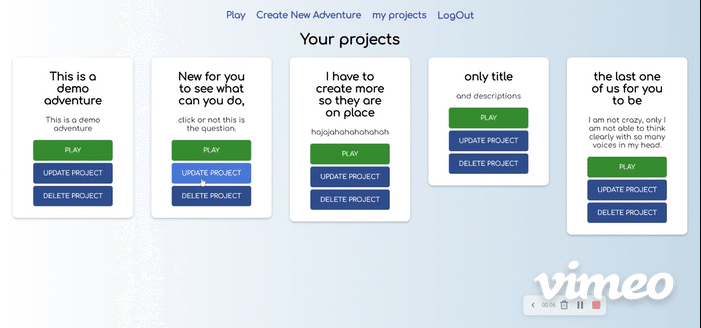 Play Create New Adventure my projects LogOut
Your projects
This is a
demo
adventure
This is a demo
adventure
PLAY
UPDATE PROJECT
DELETE PROJECT
New for you
to see what
can you do,
click or not this is
the question.
PLAY
UPDATE PROJECT
DELETE PROJECT
I have to
create more
so they are
on place
hajajahahahahahah
PLAY
UPDATE PROJECT
DELETE PROJECT
only title
and descriptions
PLAY
UPDATE PROJECT
DELETE PROJECT
the last one
of us for you
to be
I am not crazy, only I
am not able to think
clearly with so many
voices in my head.
PLAY
UPDATE PROJECT
DELETE PROJECT
vimeo
00:06